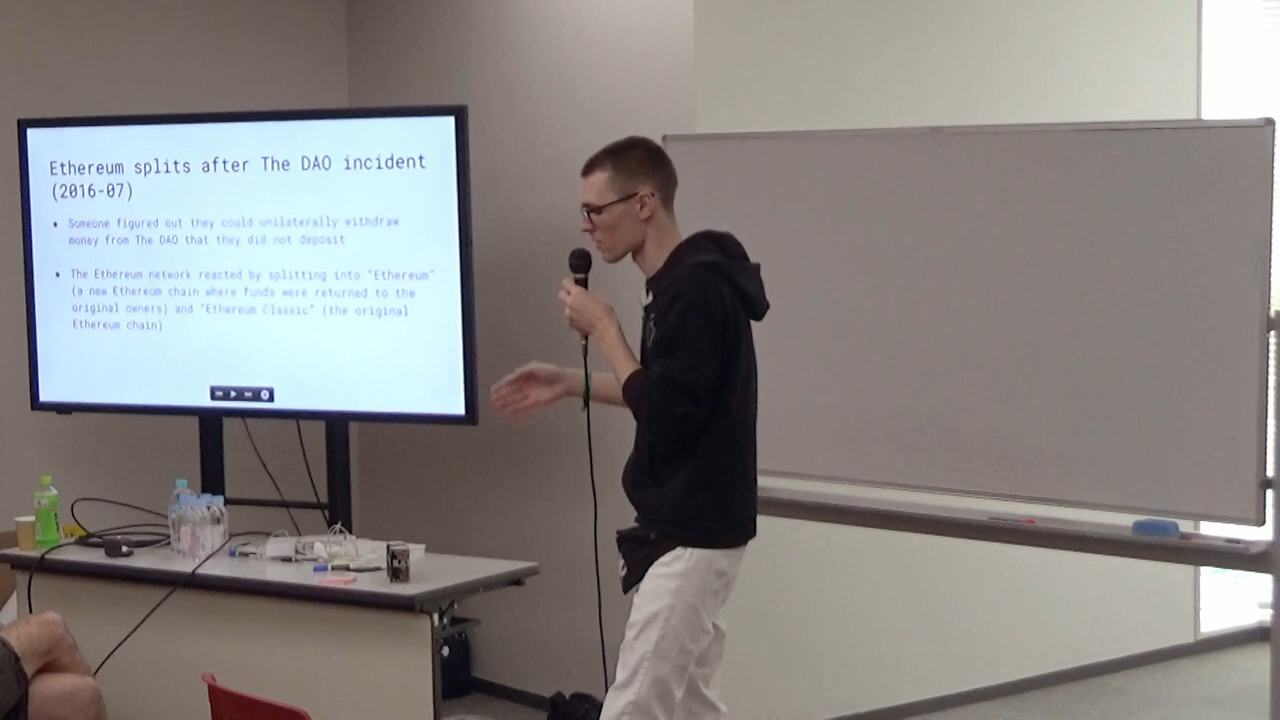 Ethereum splits after The DAO incident
(2016-07)
• Someone figured out they could unilaterally withdraw
money from The DAO that they did not deposit
• The Ethereum network reacted by splitting into "Ethereum"
(a new Ethereum chain where funds were returned to the
original owners) and "Ethereum Classic" (the original
Ethereum chain)